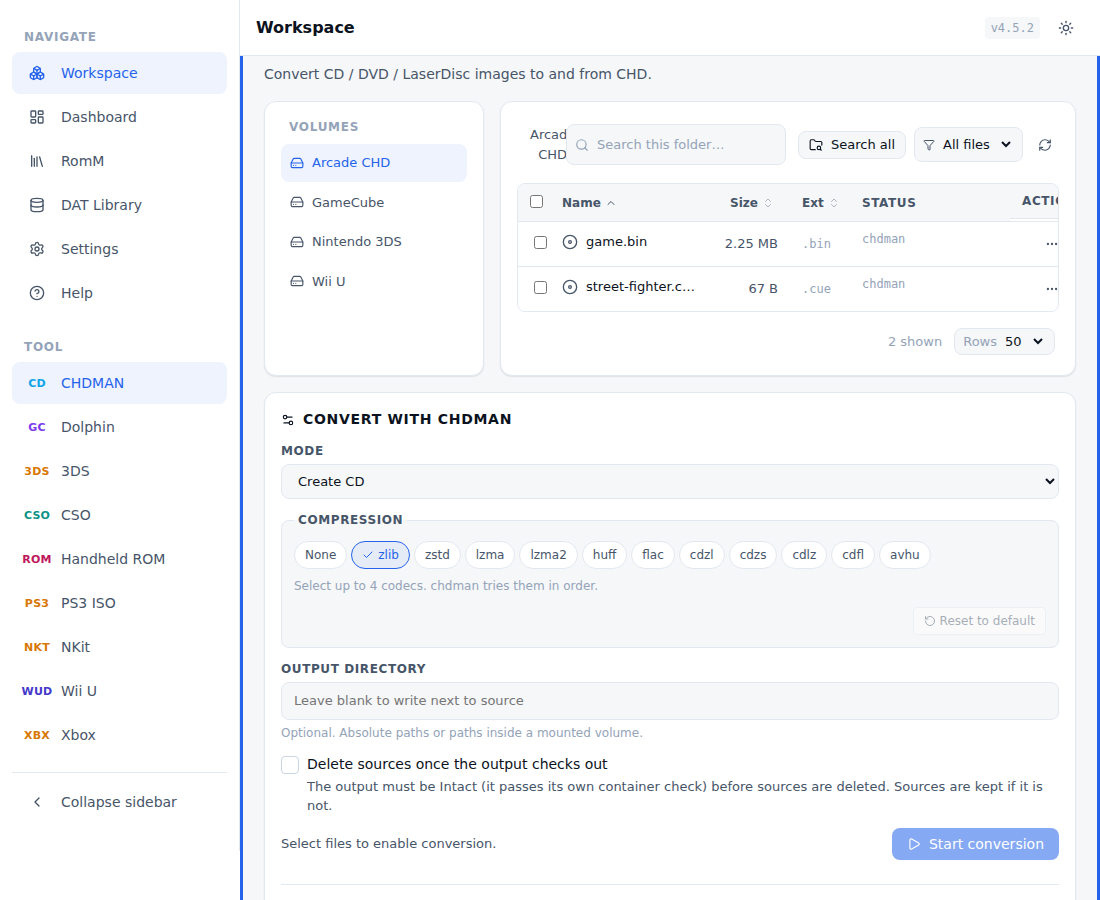 NAVIGATE
Workspace
Dashboard
RomM
DAT Library
Settings
Help
TOOL
CD CHDMAN
GC Dolphin
3DS 3DS
CSO CSO
ROM Handheld ROM
PS3 PS3 ISO
NKT NKit
WUD Wii U
XBX Xbox
Collapse sidebar
Workspace
v4.5.2
Convert CD / DVD / LaserDisc images to and from CHD.
VOLUMES
Arcade CHD
GameCube
Nintendo 3DS
Wii U
Arcad
CHD
Search this folder...
Search all
All files
Name Size Ext STATUS ACTIO
game.bin 2.25 MB .bin chdman ...
street-fighter.c... 67 B .cue chdman ...
2 shown Rows 50
CONVERT WITH CHDMAN
MODE
Create CD
COMPRESSION
None zlib zstd lzma lzma2 huff flac cdzl cdzs cdlz cdfl avhu
Select up to 4 codecs. chdman tries them in order.
Reset to default
OUTPUT DIRECTORY
Leave blank to write next to source
Optional. Absolute paths or paths inside a mounted volume.
Delete sources once the output checks out
The output must be Intact (it passes its own container check) before sources are deleted. Sources are kept if it is
not.
Select files to enable conversion.
Start conversion